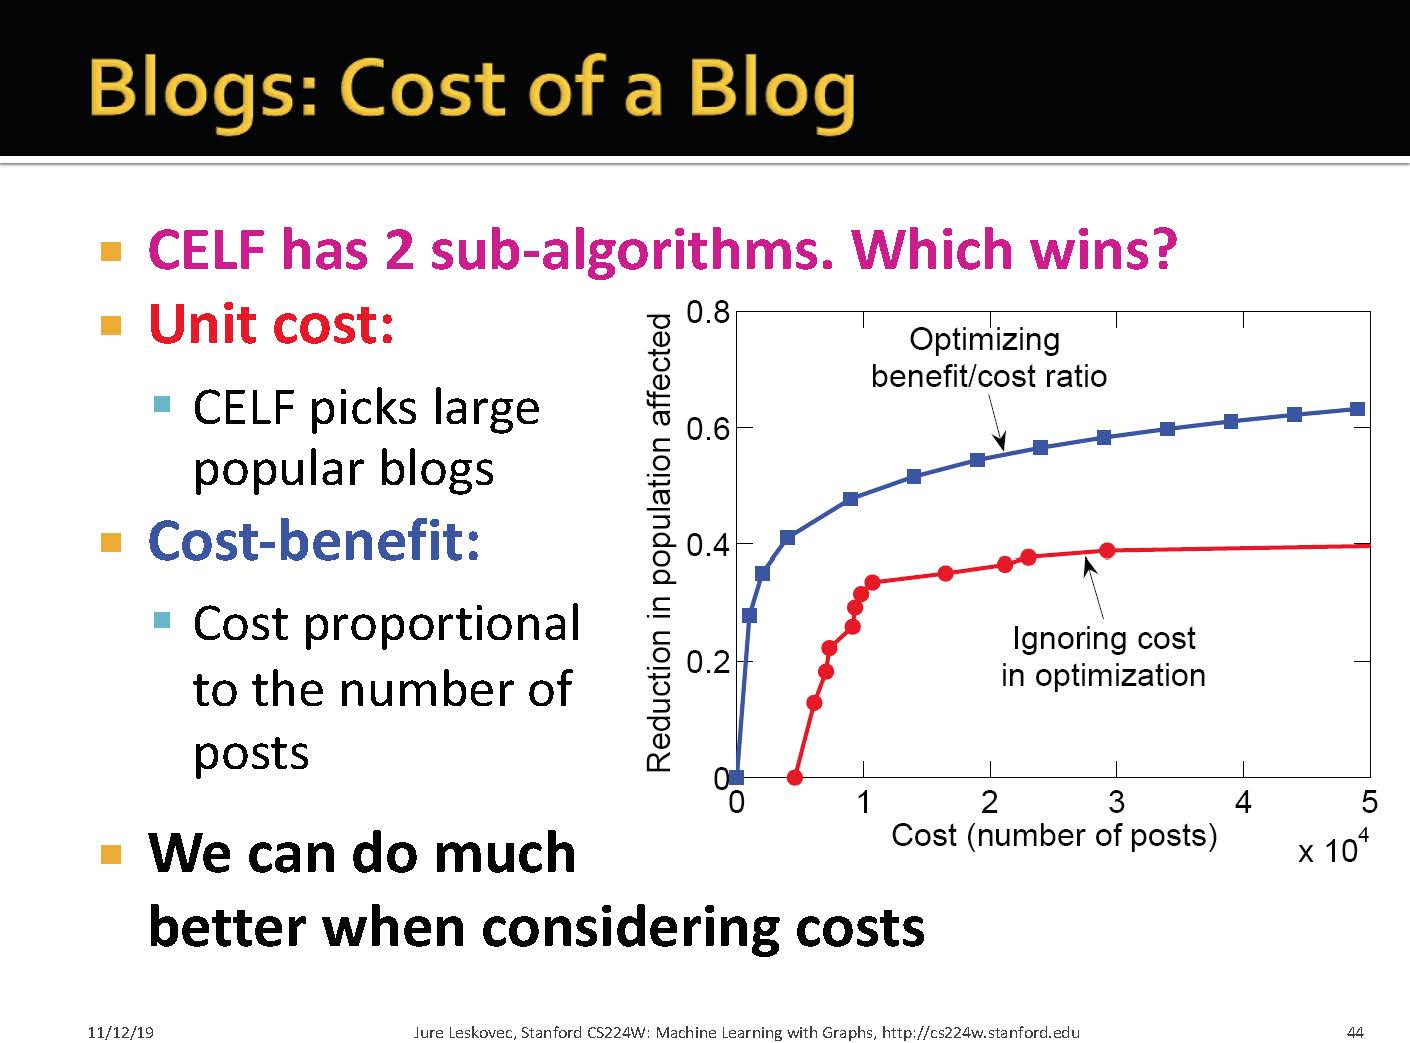 Blogs: Cost of a Blog
CELF has 2 sub-algorithms. Which wins?
Unit cost:
CELF picks large
popular blogs
Cost-benefit:
Cost proportional
to the number of
posts
We can do much
better when considering costs
Reduction in population affected
0.8
0.6
0.4
0.2
0
Optimizing
benefit/cost ratio
Ignoring cost
in optimization
0 1 2 3 4 5
Cost (number of posts)
x 10^4
11/12/19
Jure Leskovec, Stanford CS224W: Machine Learning with Graphs, http://cs224w.stanford.edu
44